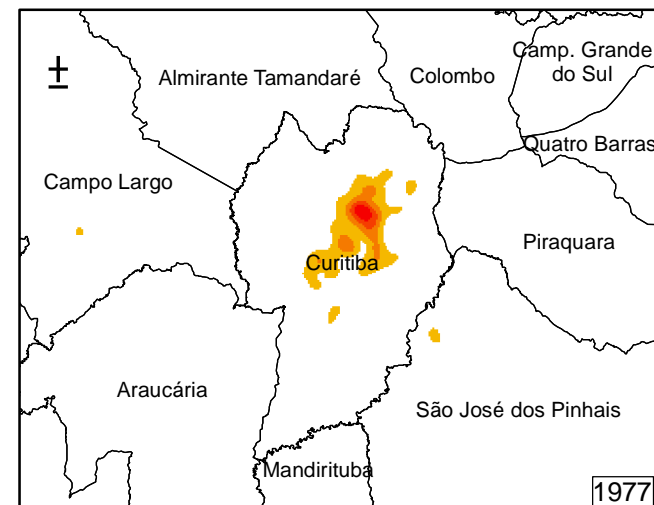 Camp. Grande
do Sul
Almirante Tamandaré
Colombo
Quatro Barras
Campo Largo
Piraquara
Curitiba
Araucária
São José dos Pinhais
Mandirituba
1977